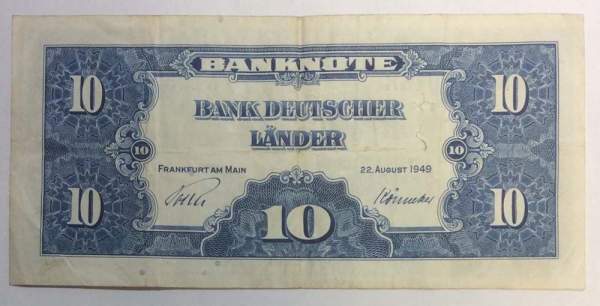 BANKNOTE
10 10
BANK DEUTSCHER
LÄNDER
10 10
FRANKFURT AM MAIN 22. AUGUST 1949
10 10 10